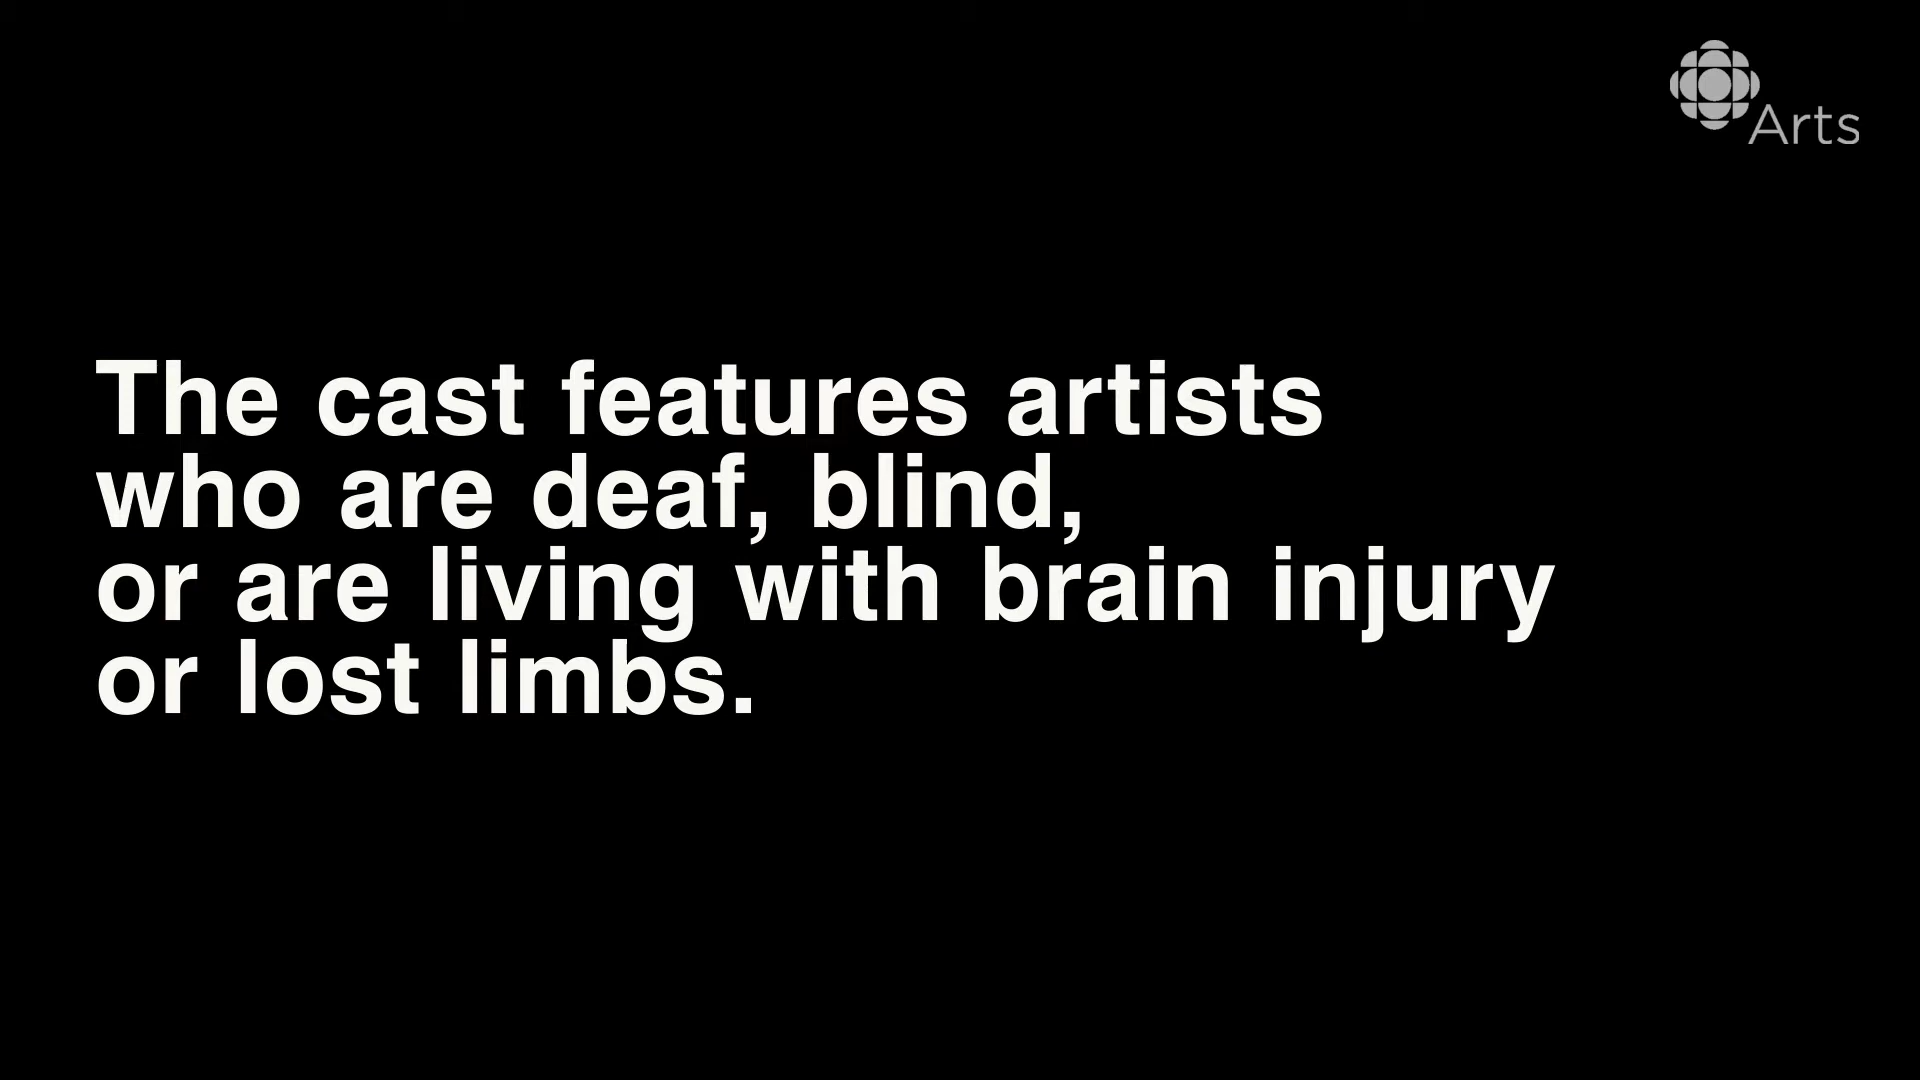 Arts
The cast features artists
who are deaf, blind,
or are living with brain injury
or lost limbs.